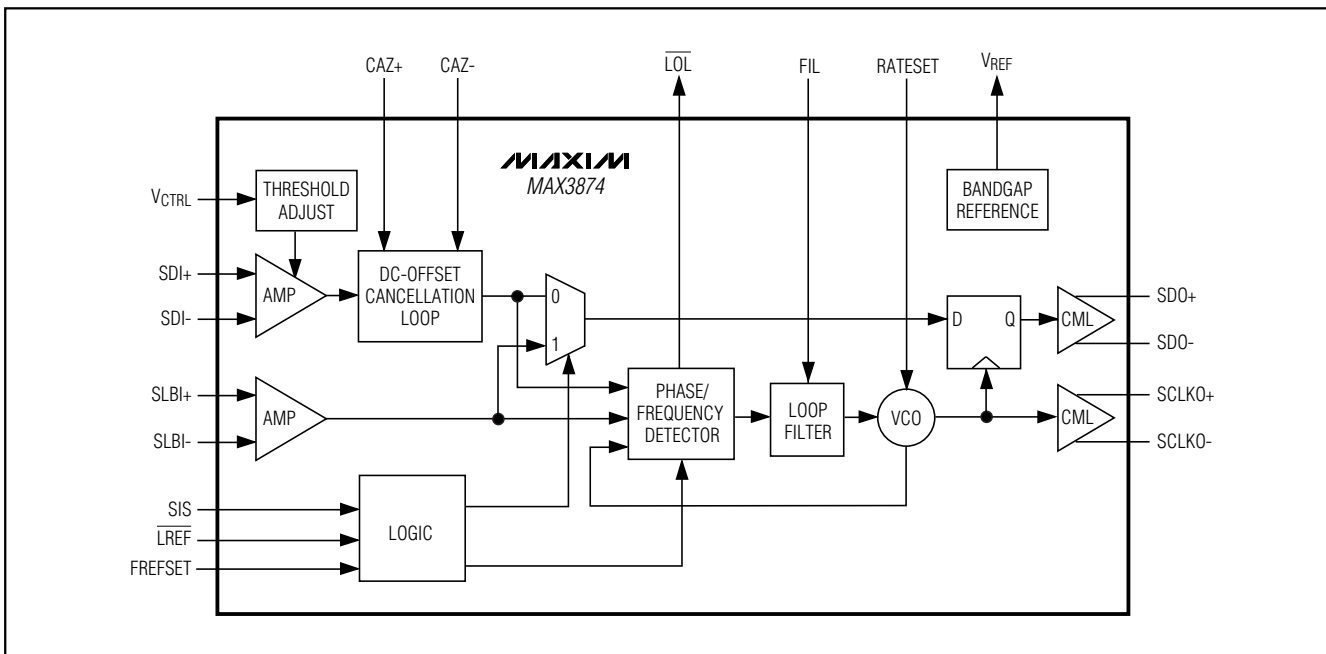 CAZ+
CAZ-
LOL
FIL
RATESET
VREF
MAXIM
MAX3874
VCTRL
THRESHOLD
ADJUST
BANDGAP
REFERENCE
SDI+
SDI-
AMP
DC-OFFSET
CANCELLATION
LOOP
0
1
D
Q
CML
SDO+
SDO-
SLBI+
SLBI-
AMP
PHASE/
FREQUENCY
DETECTOR
LOOP
FILTER
VCO
CML
SCLKO+
SCLKO-
SIS
LREF
FREFSET
LOGIC